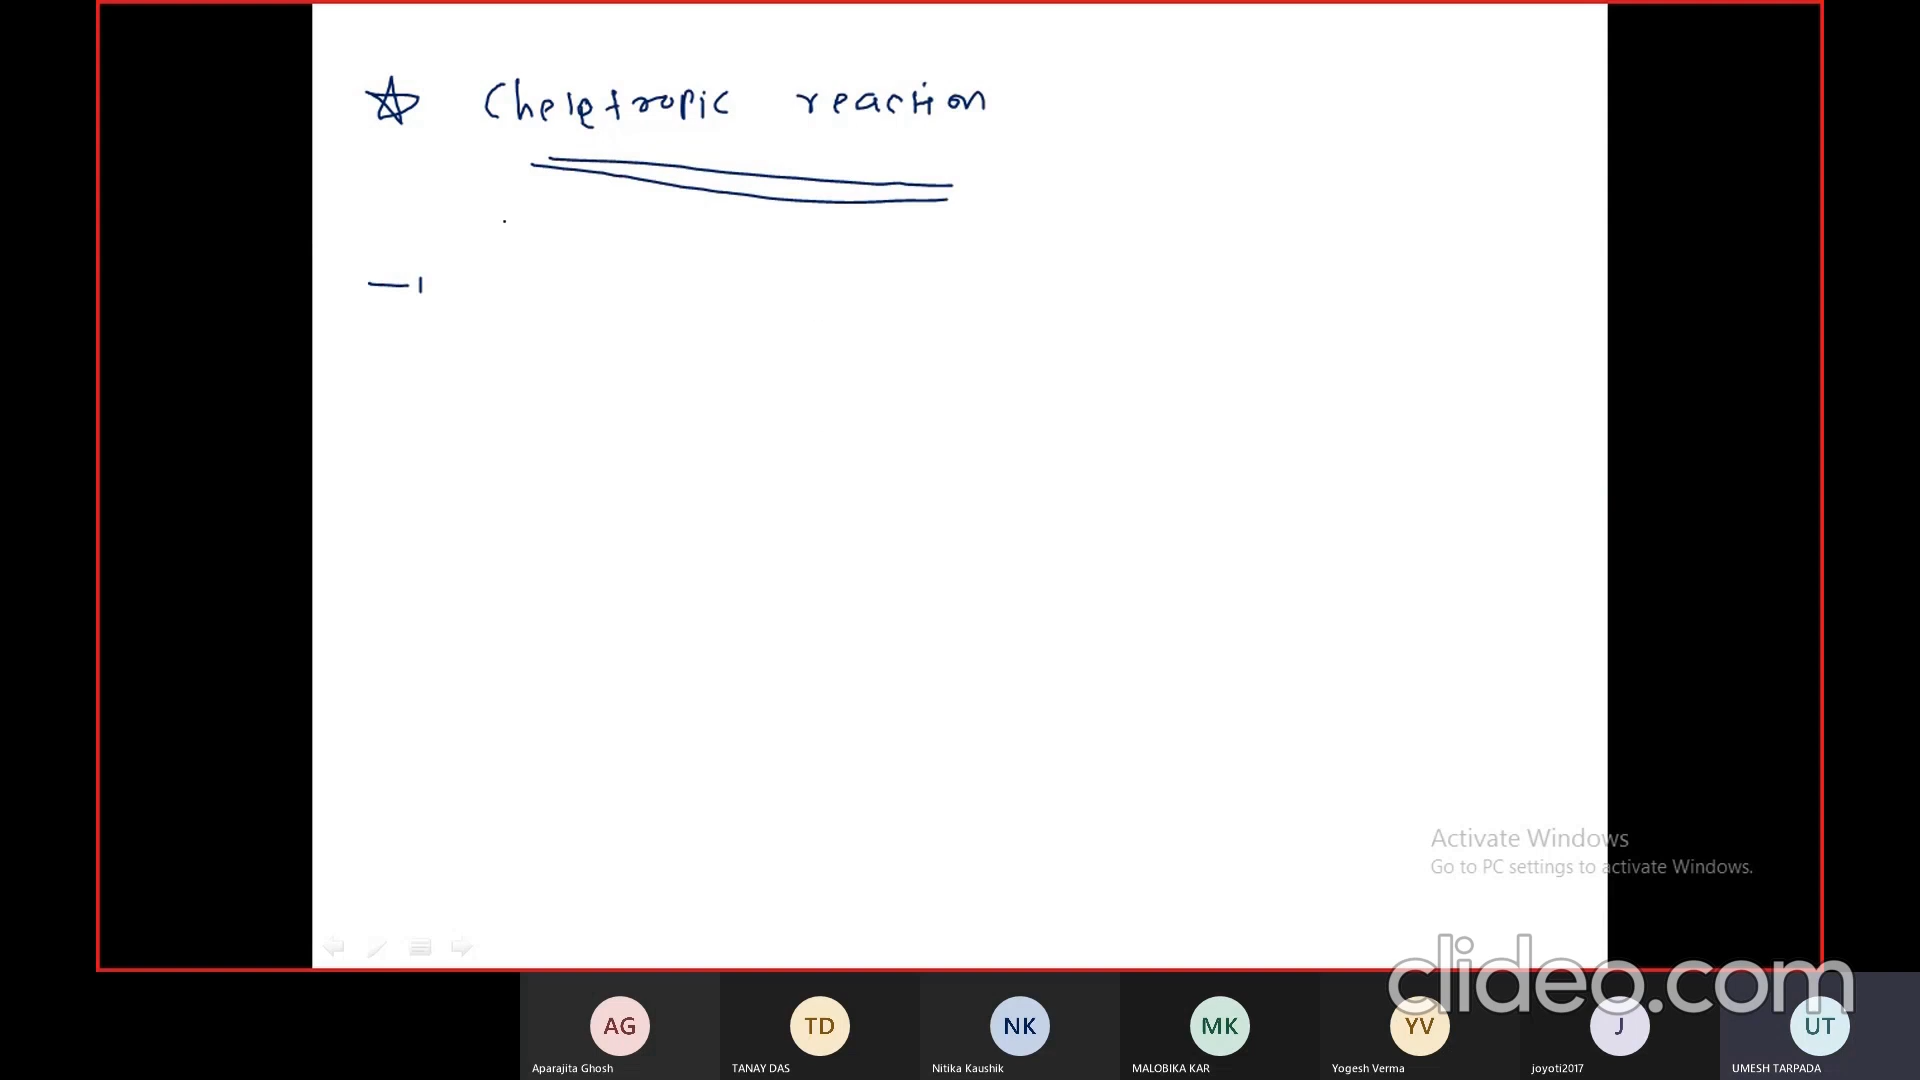 Cheletropic reaction
Activate Windows
Go to PC settings to activate Windows.
clideo.com
AG TD NK MK YV J UT
Aparajita Ghosh TANAY DAS Nitika Kaushik MALOBIKA KAR Yogesh Verma joyoti2017 UMESH TARPADA